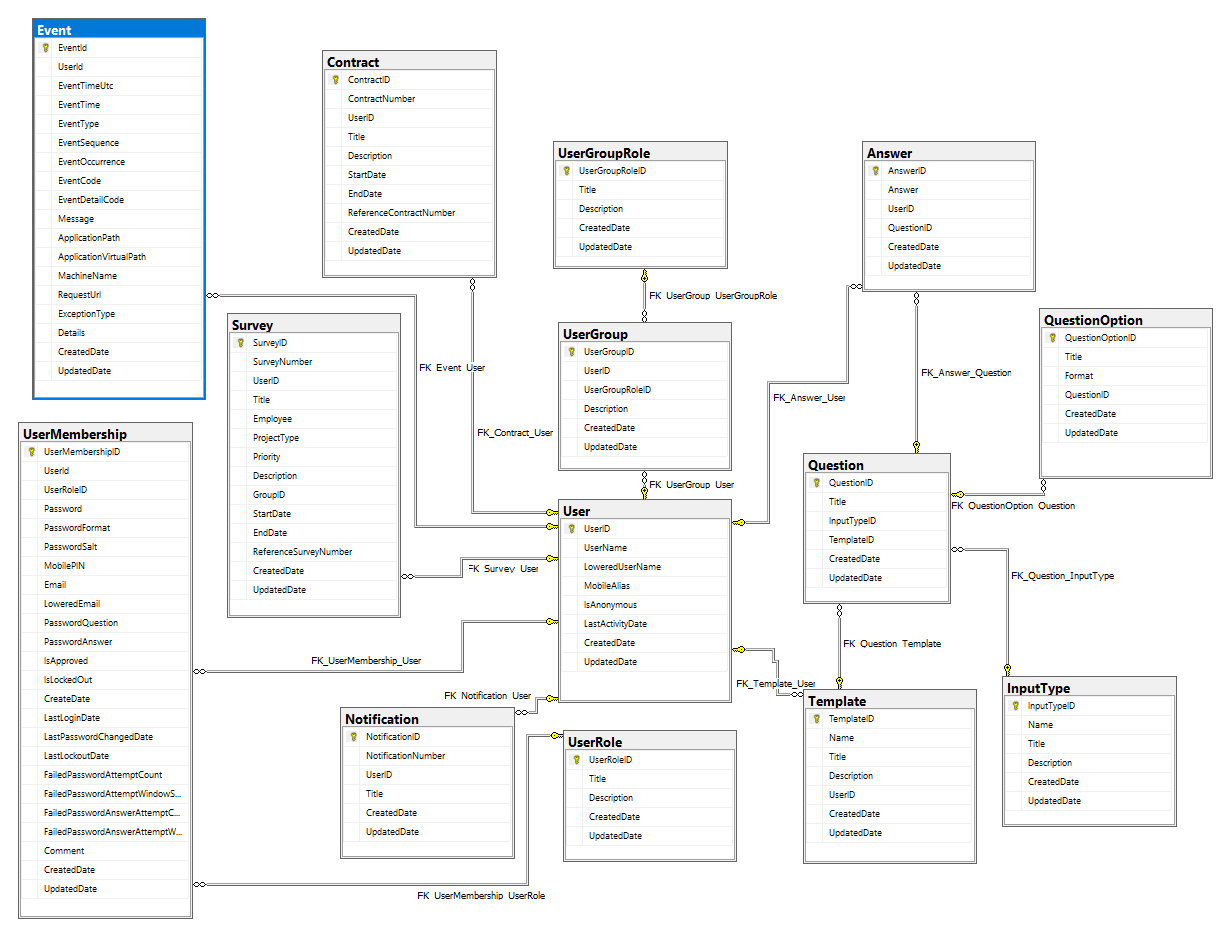 Event
EventId
UserId
EventTimeUtc
EventTime
EventType
EventSequence
EventOccurrence
EventCode
EventDetailCode
Message
ApplicationPath
ApplicationVirtualPath
MachineName
RequestUrl
ExceptionType
Details
CreatedDate
UpdatedDate
Contract
ContractID
ContractNumber
UserID
Title
Description
StartDate
EndDate
ReferenceContractNumber
CreatedDate
UpdatedDate
UserGroupRole
UserGroupRoleID
Title
Description
CreatedDate
UpdatedDate
Answer
AnswerID
Answer
UserID
QuestionID
CreatedDate
UpdatedDate
FK_UserGroup_UserGroupRole
QuestionOption
QuestionOptionID
Title
Format
QuestionID
CreatedDate
UpdatedDate
Survey
SurveyID
SurveyNumber
UserID
Title
Employee
ProjectType
Priority
Description
GroupID
StartDate
EndDate
ReferenceSurveyNumber
CreatedDate
UpdatedDate
UserGroup
UserGroupID
UserID
UserGroupRoleID
Description
CreatedDate
UpdatedDate
FK_Event_User
FK_Answer_Question
FK_Answer_User
FK_Contract_User
FK_UserGroup_User
UserMembership
UserMembershipID
UserId
UserRoleID
Password
PasswordFormat
PasswordSalt
MobilePIN
Email
LoweredEmail
PasswordQuestion
PasswordAnswer
IsApproved
IsLockedOut
CreateDate
LastLoginDate
LastPasswordChangedDate
LastLockoutDate
FailedPasswordAttemptCount
FailedPasswordAttemptWindowS...
FailedPasswordAnswerAttemptC...
FailedPasswordAnswerAttemptW...
Comment
CreatedDate
UpdatedDate
Question
QuestionID
Title
InputTypeID
TemplateID
CreatedDate
UpdatedDate
FK_QuestionOption_Question
User
UserID
UserName
LoweredUserName
MobileAlias
IsAnonymous
LastActivityDate
CreatedDate
UpdatedDate
FK_Survey_User
FK_Question_InputType
FK_Question_Template
FK_UserMembership_User
FK_Template_User
FK_Notification_User
Notification
NotificationID
NotificationNumber
UserID
Title
CreatedDate
UpdatedDate
UserRole
UserRoleID
Title
Description
CreatedDate
UpdatedDate
Template
TemplateID
Name
Title
Description
UserID
CreatedDate
UpdatedDate
InputType
InputTypeID
Name
Title
Description
CreatedDate
UpdatedDate
FK_UserMembership_UserRole